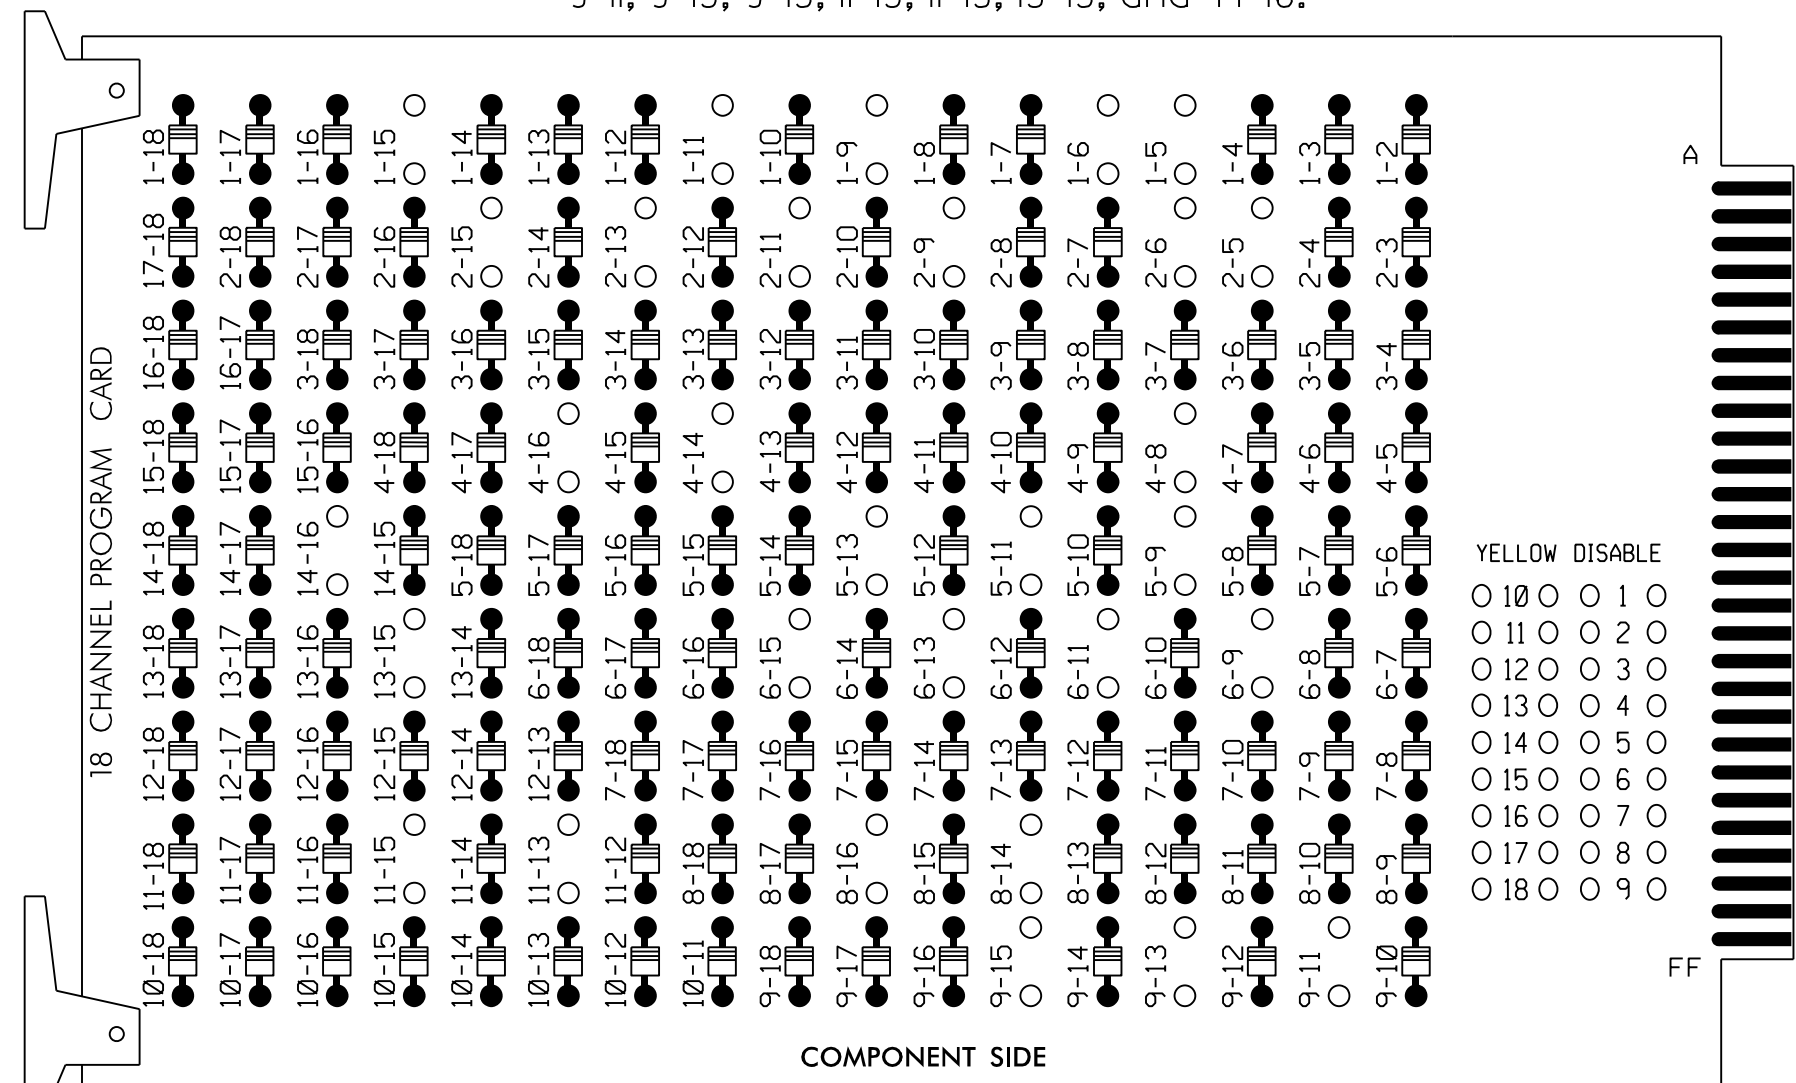 1-18 1-17 1-16 1-15 1-14 1-13 1-12 1-11 1-10 1-9 1-8 1-7 1-6 1-5 1-4 1-3 1-2
A
17-18 2-18 2-17 2-16 2-15 2-14 2-13 2-12 2-11 2-10 2-9 2-8 2-7 2-6 2-5 2-4 2-3
16-18 16-17 3-18 3-17 3-16 3-15 3-14 3-13 3-12 3-11 3-10 3-9 3-8 3-7 3-6 3-5 3-4
18 CHANNEL PROGRAM CARD
15-18 15-17 15-16 4-18 4-17 4-16 4-15 4-14 4-13 4-12 4-11 4-10 4-9 4-8 4-7 4-6 4-5
14-18 14-17 14-16 14-15 5-18 5-17 5-16 5-15 5-14 5-13 5-12 5-11 5-10 5-9 5-8 5-7 5-6
13-18 13-17 13-16 13-15 13-14 6-18 6-17 6-16 6-15 6-14 6-13 6-12 6-11 6-10 6-9 6-8 6-7
12-18 12-17 12-16 12-15 12-14 12-13 7-18 7-17 7-16 7-15 7-14 7-13 7-12 7-11 7-10 7-9 7-8
11-18 11-17 11-16 11-15 11-14 11-13 11-12 8-18 8-17 8-16 8-15 8-14 8-13 8-12 8-11 8-10 8-9
10-18 10-17 10-16 10-15 10-14 10-13 10-12 10-11 9-18 9-17 9-16 9-15 9-14 9-13 9-12 9-11 9-10
YELLOW DISABLE
10 1
11 2
12 3
13 4
14 5
15 6
16 7
17 8
18 9
FF
COMPONENT SIDE